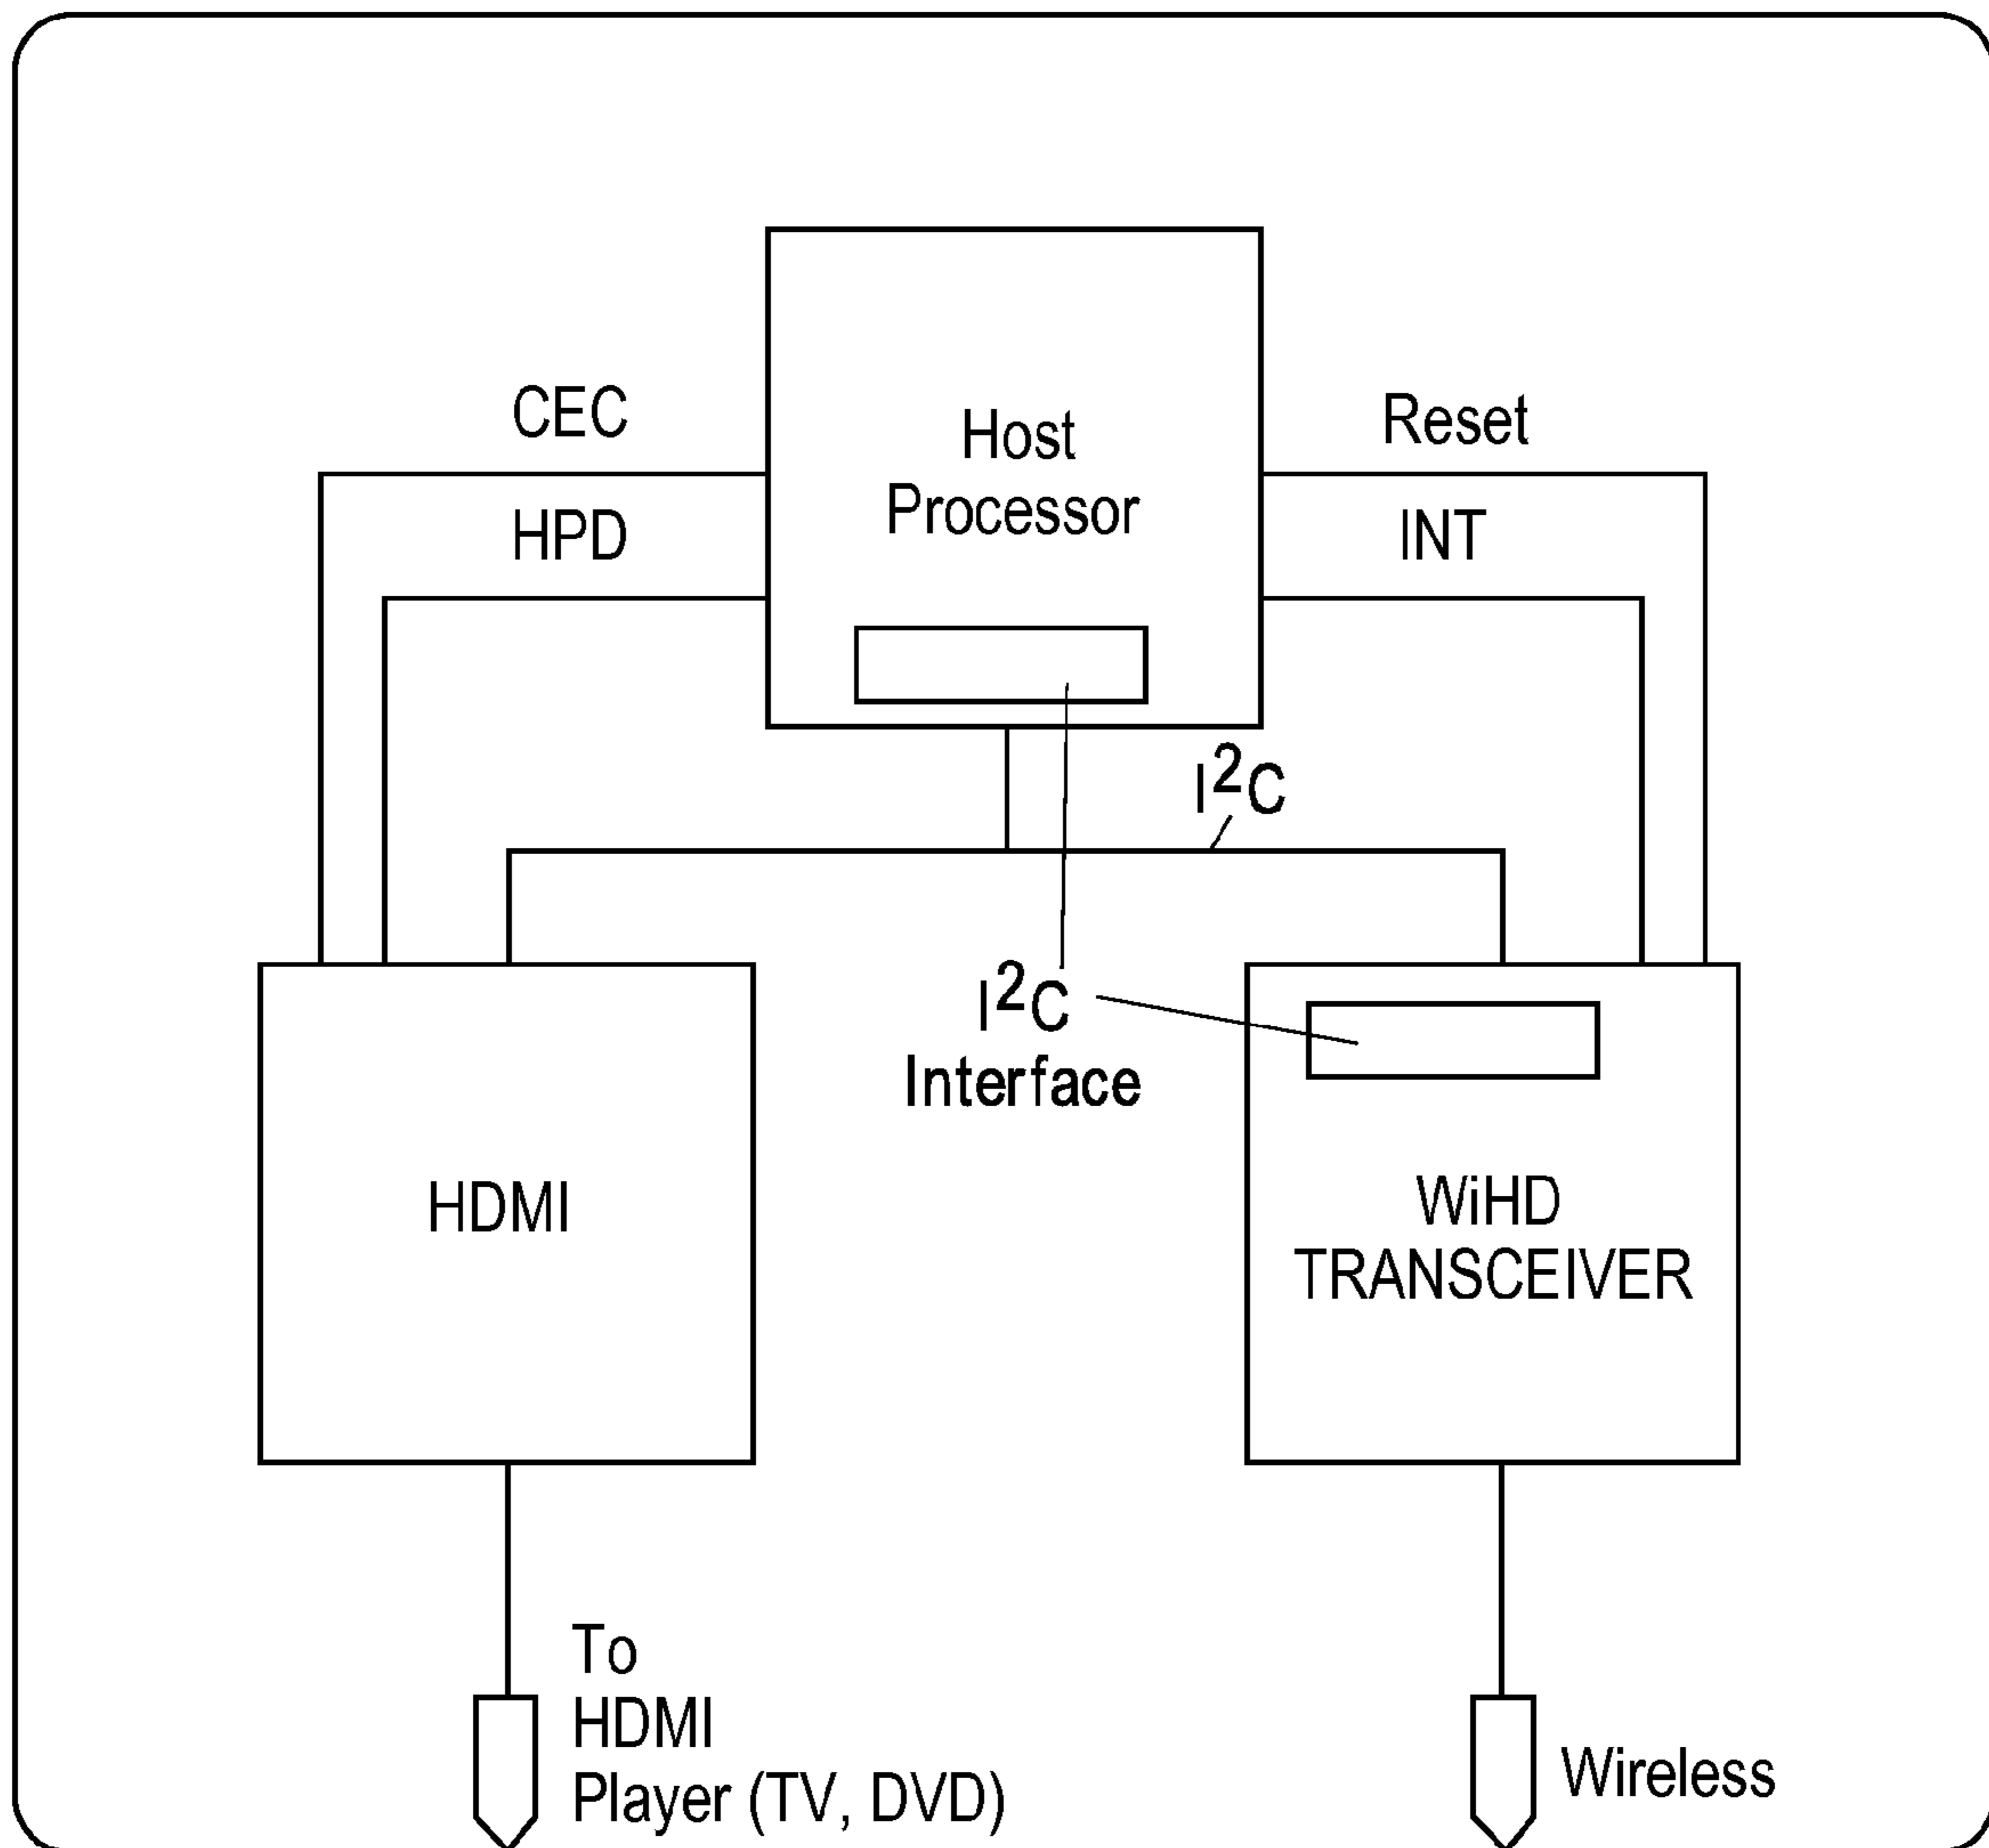 CEC
HPD
Host
Processor
Reset
INT
I²C
I²C
Interface
HDMI
WiHD
TRANSCEIVER
To
HDMI
Player (TV, DVD)
Wireless